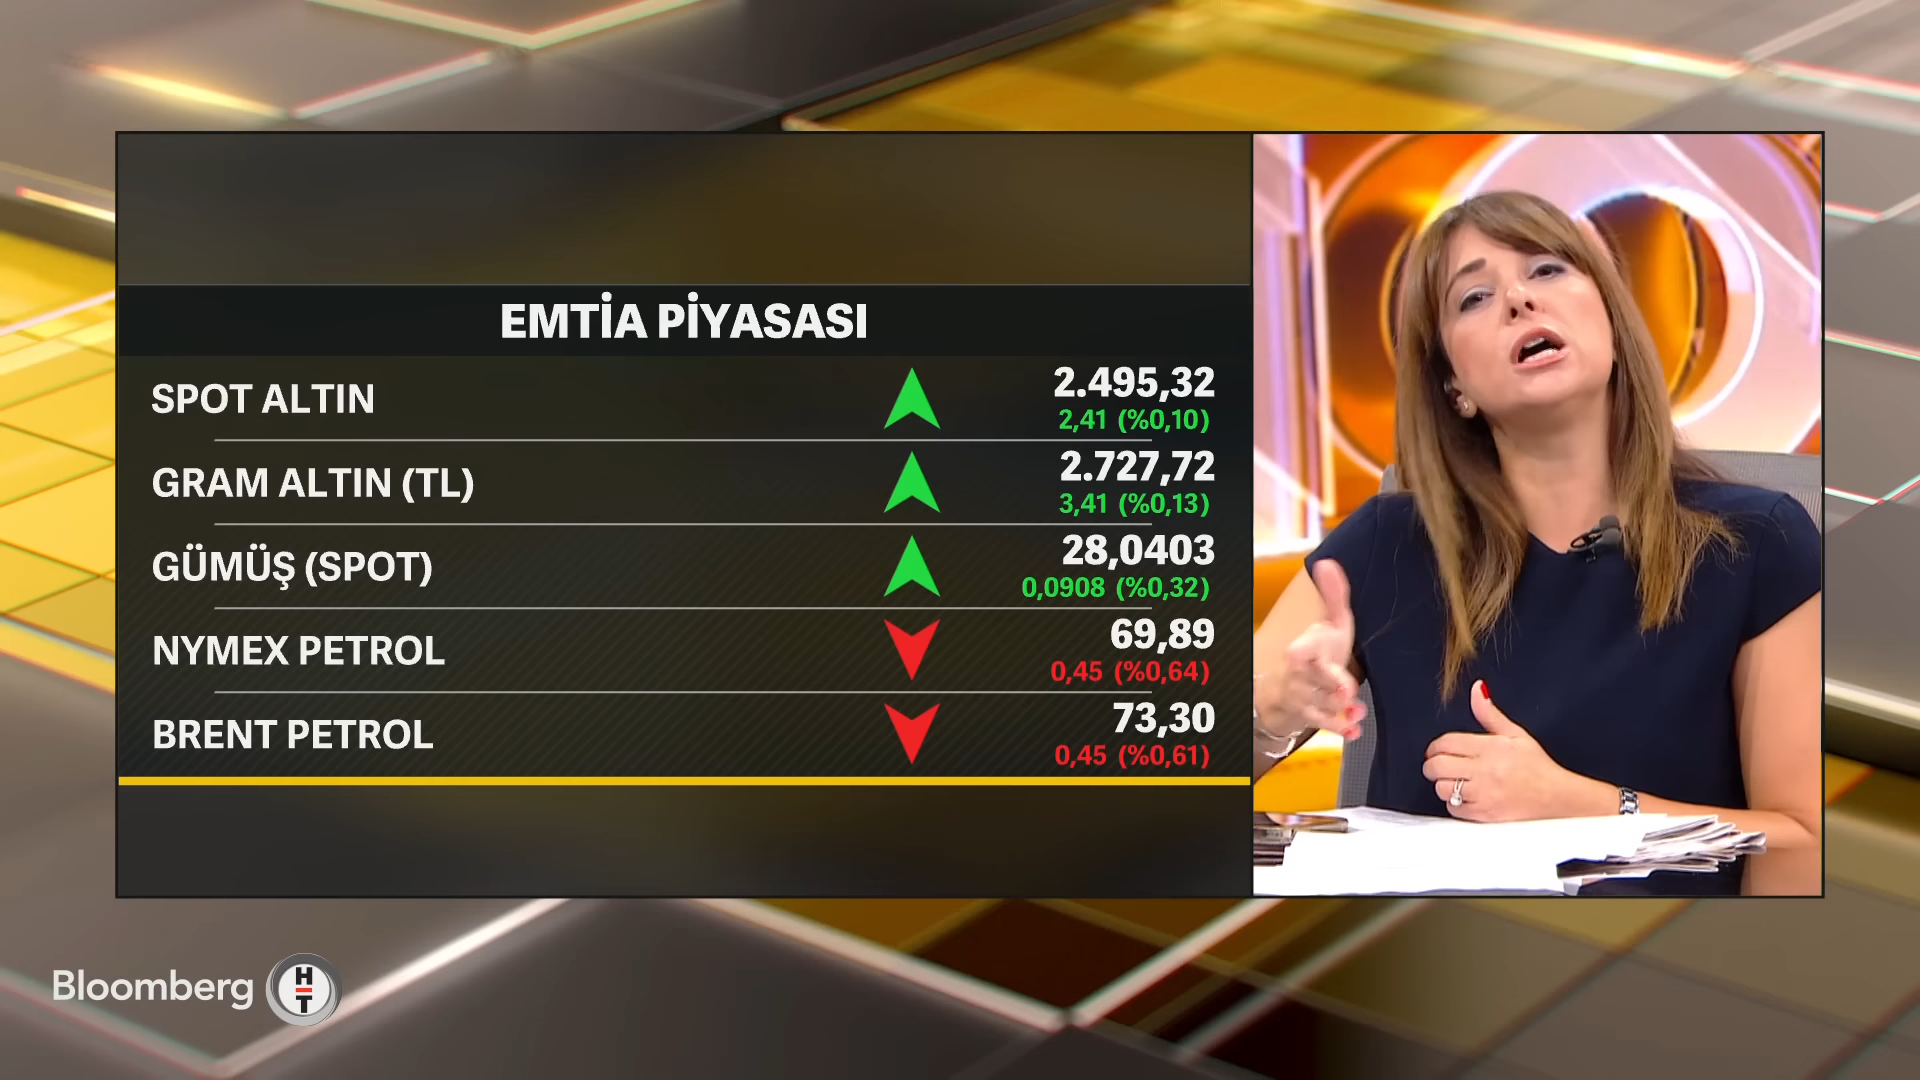 EMTİA PİYASASI
SPOT ALTIN
2.495,32
2,41 (%0,10)
GRAM ALTIN (TL)
2.727,72
3,41 (%0,13)
GÜMÜŞ (SPOT)
28,0403
0,0908 (%0,32)
NYMEX PETROL
69,89
0,45 (%0,64)
BRENT PETROL
73,30
0,45 (%0,61)
Bloomberg HT